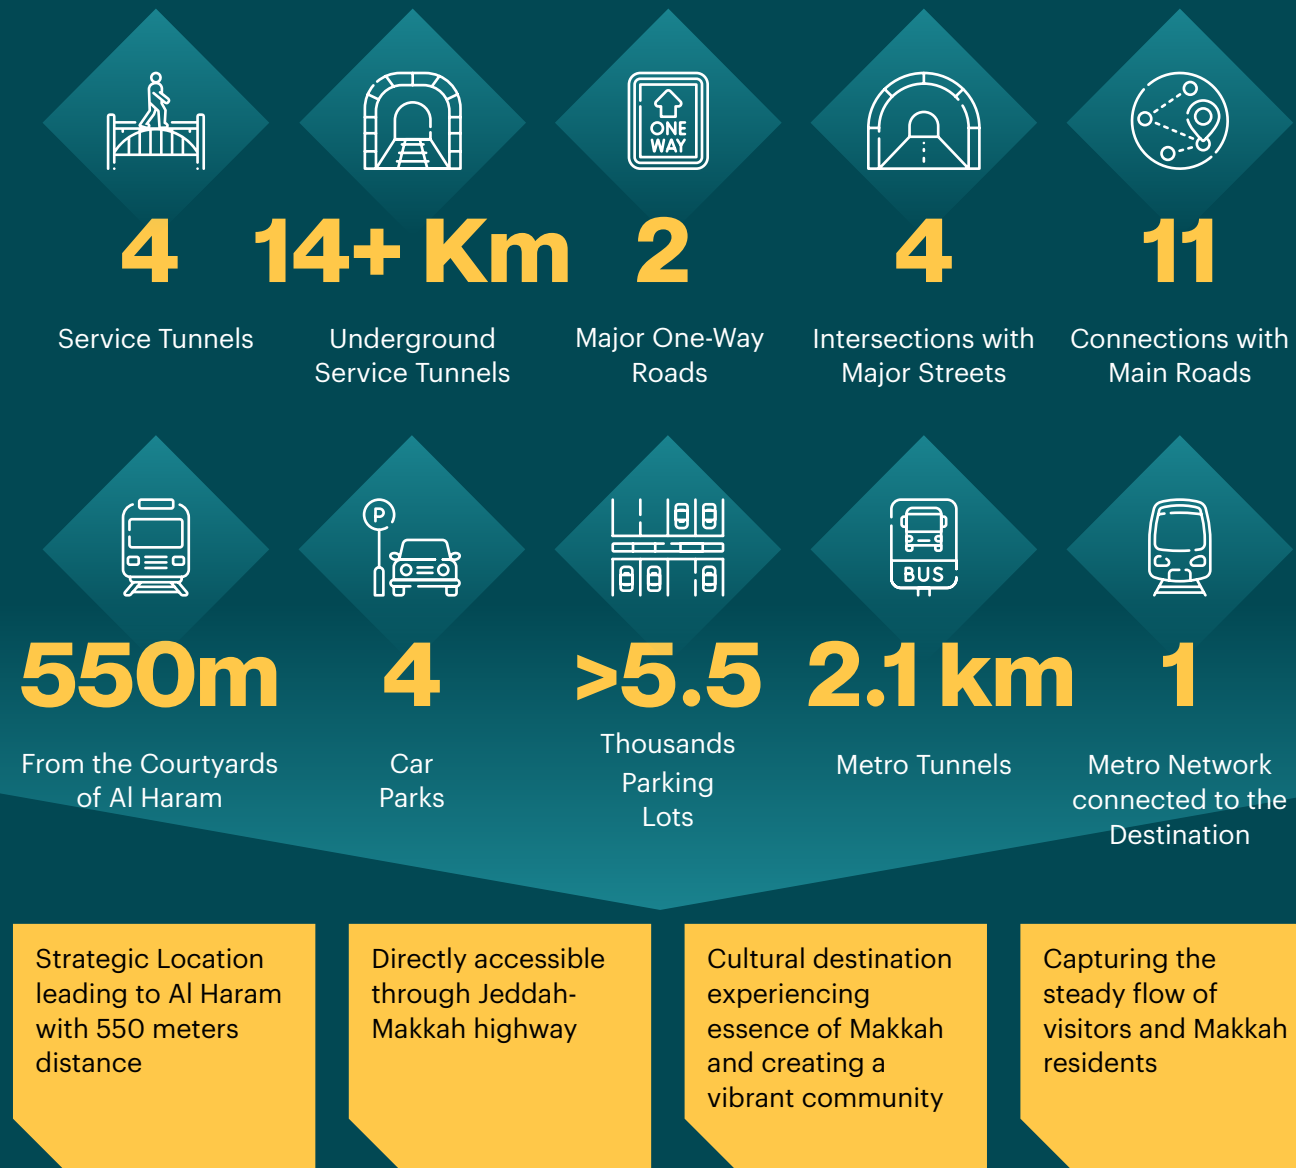 ONE
WAY
4
Service Tunnels
14+ Km
Underground
Service Tunnels
2
Major One-Way
Roads
4
Intersections with
Major Streets
11
Connections with
Main Roads
550m
From the Courtyards
of Al Haram
P
4
Car
Parks
>5.5
Thousands
Parking
Lots
BUS
2.1 km
Metro Tunnels
1
Metro Network
connected to the
Destination
Strategic Location
leading to Al Haram
with 550 meters
distance
Directly accessible
through Jeddah-
Makkah highway
Cultural destination
experiencing
essence of Makkah
and creating a
vibrant community
Capturing the
steady flow of
visitors and Makkah
residents